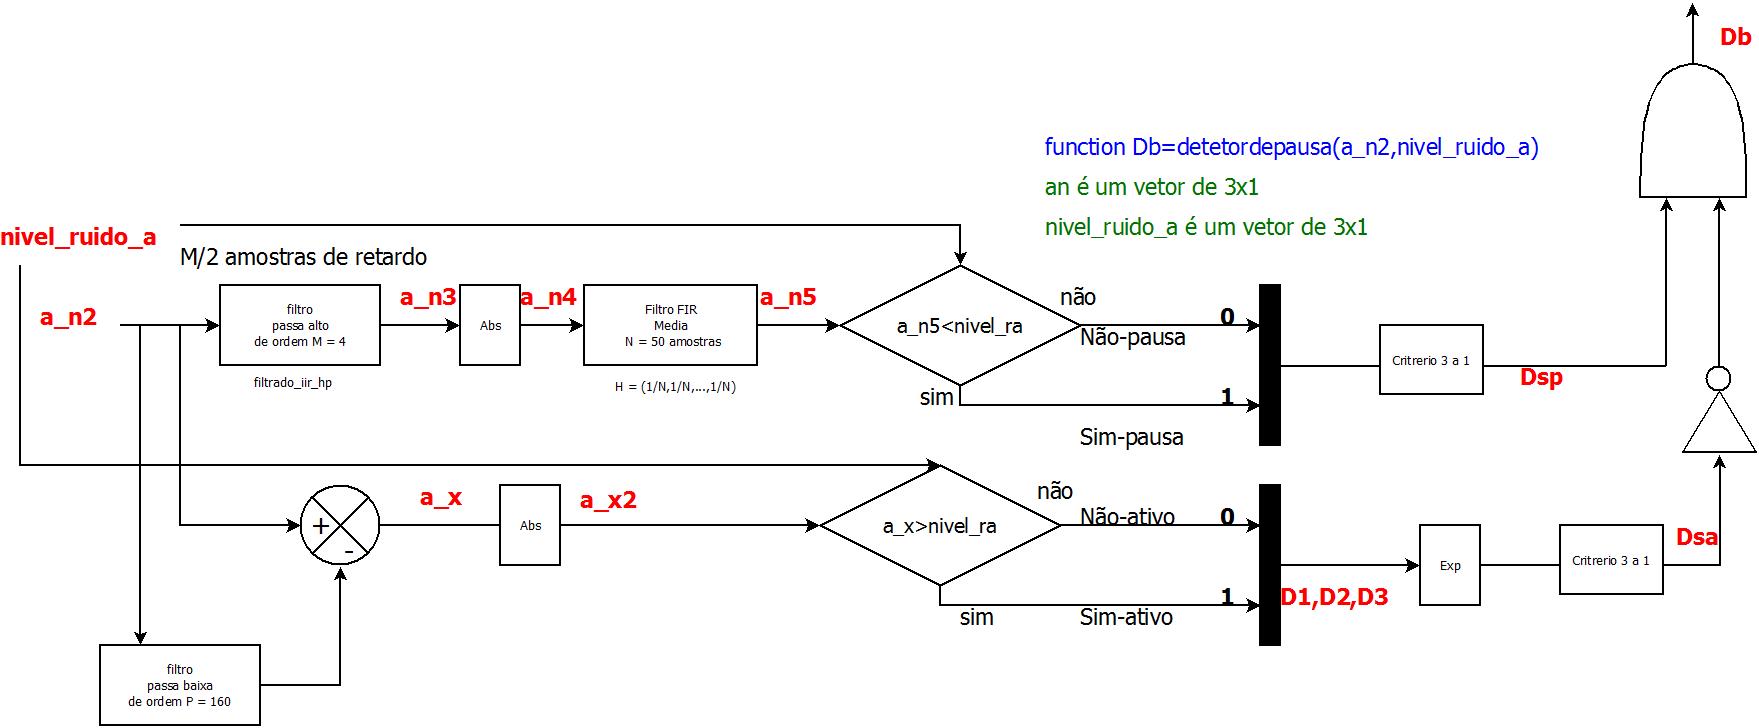 Db
function Db=detetordepausa(a_n2,nivel_ruido_a)
an é um vetor de 3x1
nivel_ruido_a é um vetor de 3x1
nivel_ruido_a
M/2 amostras de retardo
a_n2
filtro
passa alto
de ordem M = 4
filtrado_iir_hp
a_n3
Abs
a_n4
Filtro FIR
Media
N = 50 amostras
H = (1/N,1/N,...,1/N)
a_n5
a_n5<nivel_ra
não
Não-pausa
0
sim
1
Sim-pausa
Critrerio 3 a 1
Dsp
+
-
a_x
Abs
a_x2
a_x>nivel_ra
não
Não-ativo
0
sim
1
Sim-ativo
D1,D2,D3
Exp
Critrerio 3 a 1
Dsa
filtro
passa baixa
de ordem P = 160